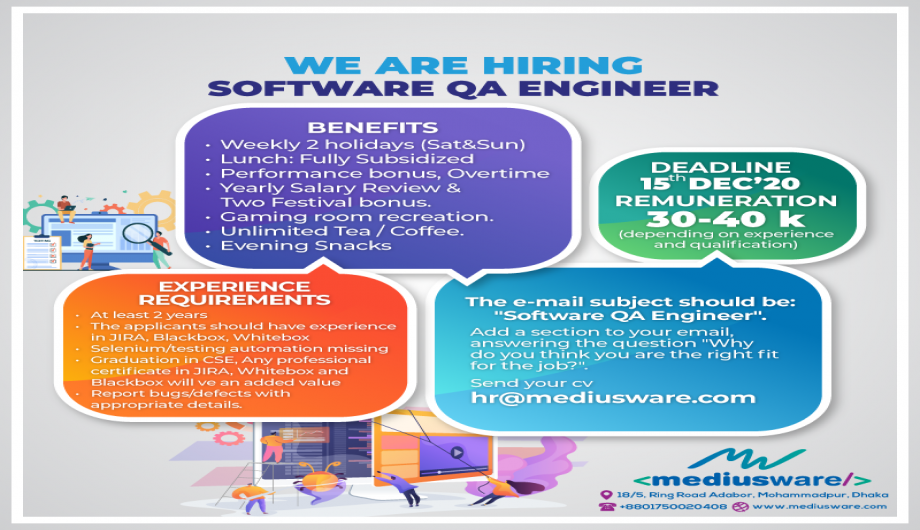 WE ARE HIRING
SOFTWARE QA ENGINEER
BENEFITS
• Weekly 2 holidays (Sat&Sun)
• Lunch: Fully Subsidized
• Performance bonus, Overtime
• Yearly Salary Review &
Two Festival bonus.
• Gaming room recreation.
• Unlimited Tea / Coffee.
• Evening Snacks
DEADLINE
15th DEC'20
REMUNERATION
30-40 k
(depending on experience
and qualification)
EXPERIENCE
REQUIREMENTS
• At least 2 years
• The applicants should have experience
in JIRA, Blackbox, Whitebox
• Selenium/testing automation missing
• Graduation in CSE, Any professional
certificate in JIRA, Whitebox and
Blackbox will ve an added value
• Report bugs/defects with
appropriate details.
The e-mail subject should be:
"Software QA Engineer".
Add a section to your email,
answering the question "Why
do you think you are the right fit
for the job?".
Send your cv
hr@mediusware.com
<mediusware/>
18/5, Ring Road Adabor, Mohammadpur, Dhaka
+8801750020408 www.mediusware.com